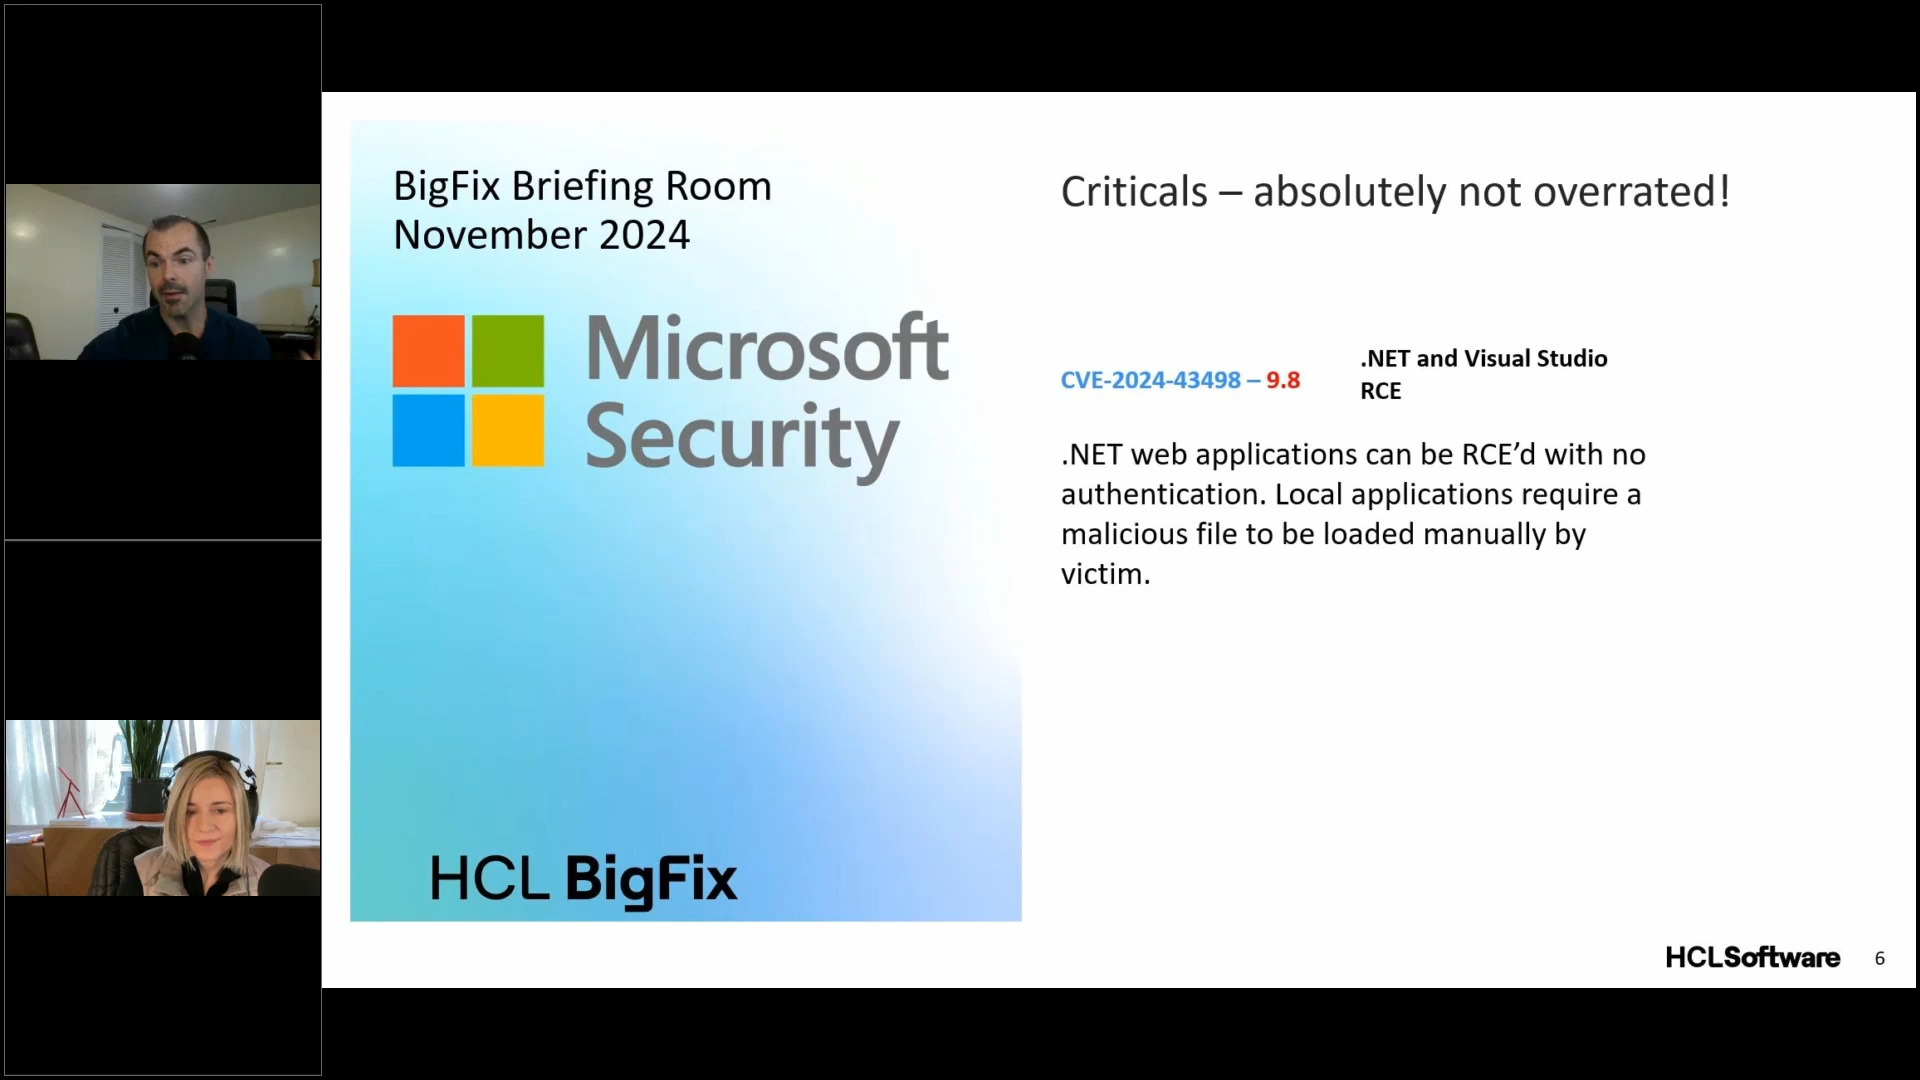 BigFix Briefing Room
November 2024
Microsoft
Security
HCL BigFix
Criticals – absolutely not overrated!
CVE-2024-43498 – 9.8
.NET and Visual Studio
RCE
.NET web applications can be RCE’d with no
authentication. Local applications require a
malicious file to be loaded manually by
victim.
HCLSoftware
6